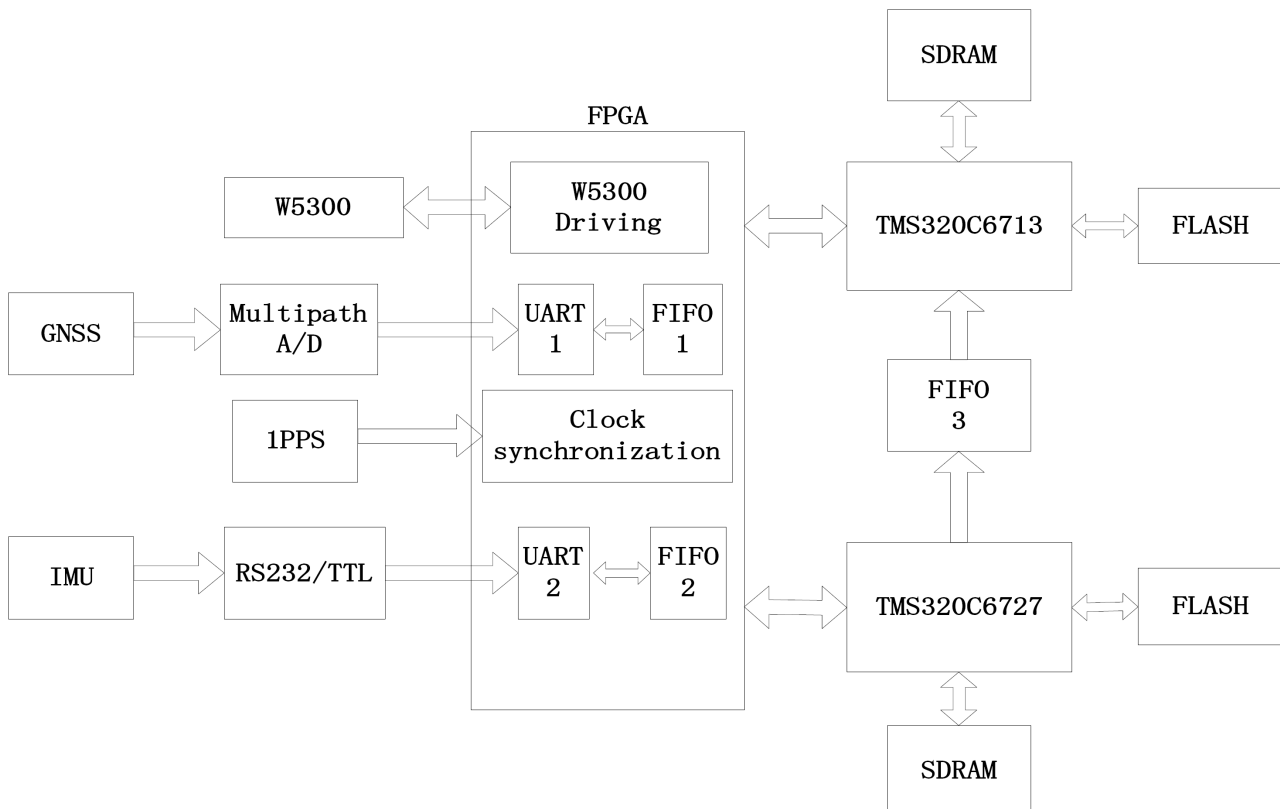 SDRAM
FPGA
W5300
W5300
Driving
TMS320C6713
FLASH
GNSS
Multipath
A/D
UART
1
FIFO
1
1PPS
Clock
synchronization
FIFO
3
IMU
RS232/TTL
UART
2
FIFO
2
TMS320C6727
FLASH
SDRAM